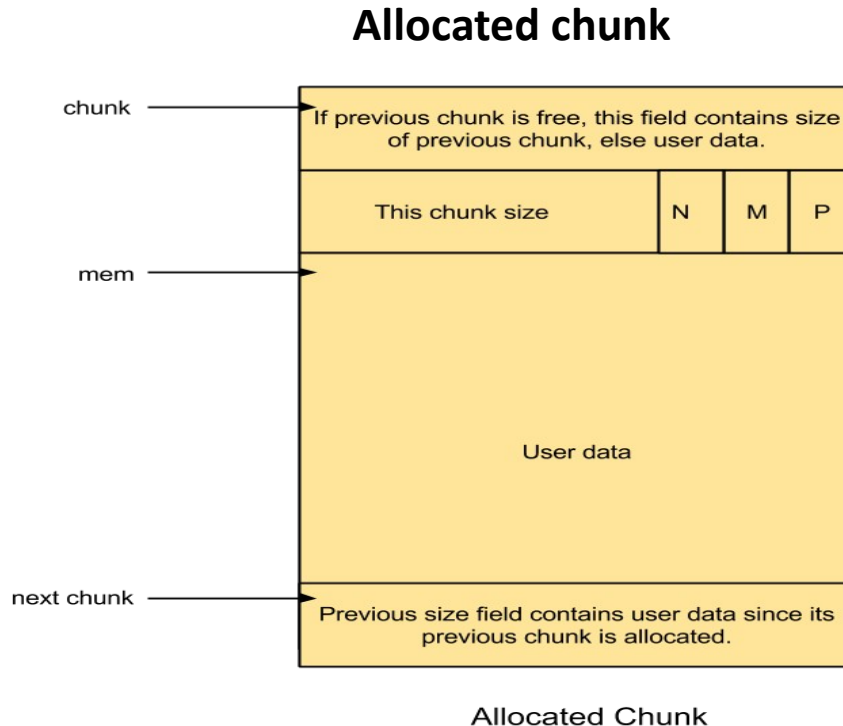 Allocated chunk
chunk
If previous chunk is free, this field contains size
of previous chunk, else user data.
This chunk size
N
M
P
mem
User data
next chunk
Previous size field contains user data since its
previous chunk is allocated.
Allocated Chunk